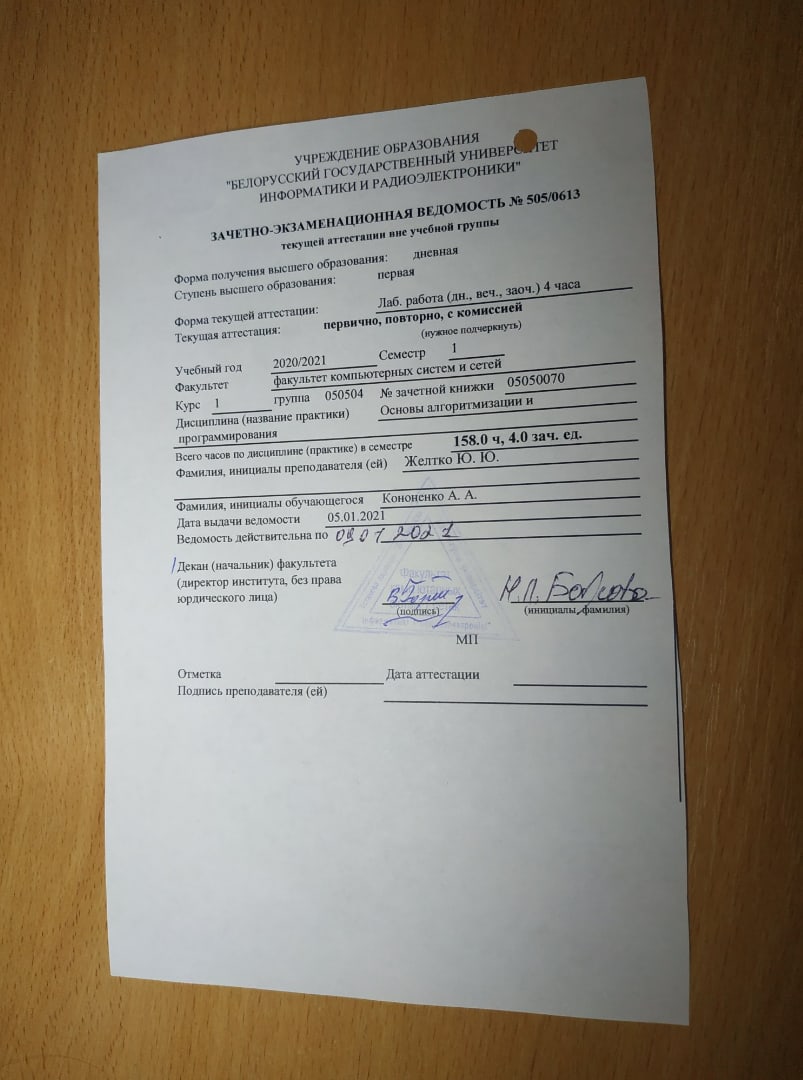 УЧРЕЖДЕНИЕ ОБРАЗОВАНИЯ
"БЕЛОРУССКИЙ ГОСУДАРСТВЕННЫЙ УНИВЕРСИТЕТ
ИНФОРМАТИКИ И РАДИОЭЛЕКТРОНИКИ"
ЗАЧЕТНО-ЭКЗАМЕНАЦИОННАЯ ВЕДОМОСТЬ № 505/0613
текущей аттестации вне учебной группы
Форма получения высшего образования: дневная
Ступень высшего образования: первая
Форма текущей аттестации: Лаб. работа (дн., веч., заоч.) 4 часа
Текущая аттестация: первично, повторно, с комиссией
(нужное подчеркнуть)
Учебный год 2020/2021 Семестр 1
Факультет факультет компьютерных систем и сетей
Курс 1 группа 050504 № зачетной книжки 05050070
Дисциплина (название практики) Основы алгоритмизации и
программирования
Всего часов по дисциплине (практике) в семестре 158.0 ч, 4.0 зач. ед.
Фамилия, инициалы преподавателя (ей) Желтко Ю. Ю.
Фамилия, инициалы обучающегося Кононенко А. А.
Дата выдачи ведомости 05.01.2021
Ведомость действительна по 2021
Декан (начальник) факультета
(директор института, без права
юрдического лица)
(подпись) (инициалы, фамилия)
МП
Отметка Дата аттестации
Подпись преподавателя (ей)